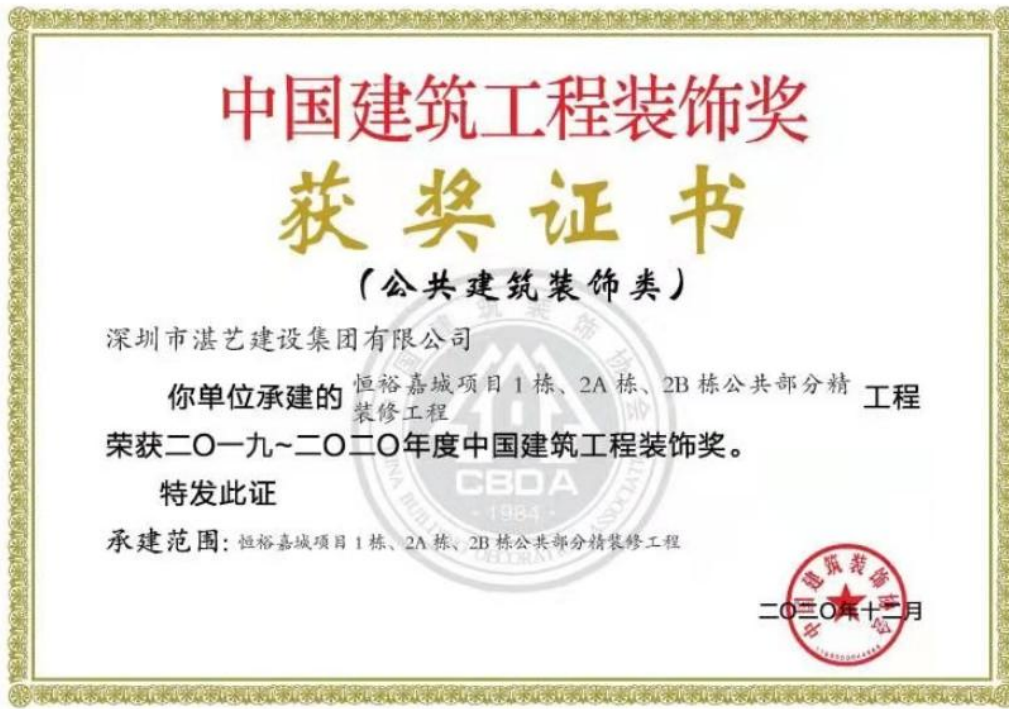 中国建筑工程装饰奖
获奖证书
(公共建筑装饰类)
深圳市湛艺建设集团有限公司
你单位承建的 恒裕嘉城项目1栋、2A栋、2B栋公共部分精
装修工程 工程
荣获二〇一九~二〇二〇年度中国建筑工程装饰奖。
特发此证
承建范围: 恒裕嘉城项目1栋、2A栋、2B栋公共部分精装修工程
二〇二〇年十二月
中国建筑装饰协会
CBDA
·1984·